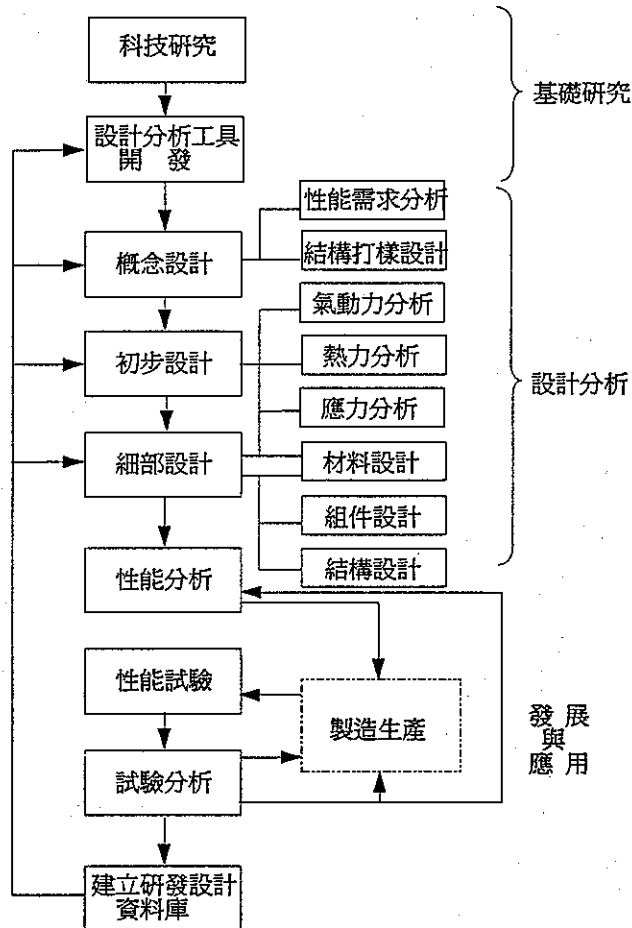 科技研究
基礎研究
設計分析工具
開 發
性能需求分析
概念設計
結構打樣設計
氣動力分析
初步設計
熱力分析
設計分析
應力分析
細部設計
材料設計
組件設計
性能分析
結構設計
性能試驗
製造生產
發 展
與
應 用
試驗分析
建立研發設計
資料庫